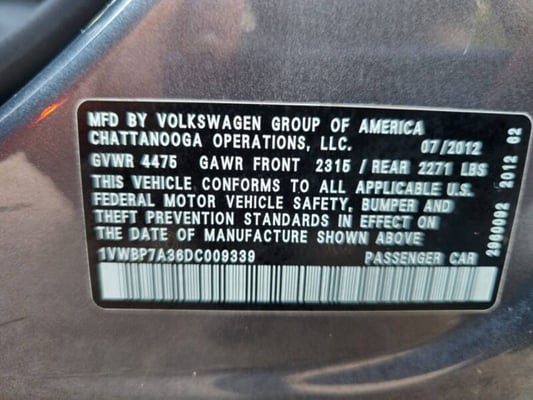 MFD BY VOLKSWAGEN GROUP OF AMERICA
CHATTANOOGA OPERATIONS, LLC. 07/2012
GVWR 4475 GAWR FRONT 2315 / REAR 2271 LBS
THIS VEHICLE CONFORMS TO ALL APPLICABLE U.S.
FEDERAL MOTOR VEHICLE SAFETY, BUMPER, AND
THEFT PREVENTION STANDARDS IN EFFECT ON
THE DATE OF MANUFACTURE SHOWN ABOVE
1VWBP7A36DC009339 PASSENGER CAR
2980092 2012 02